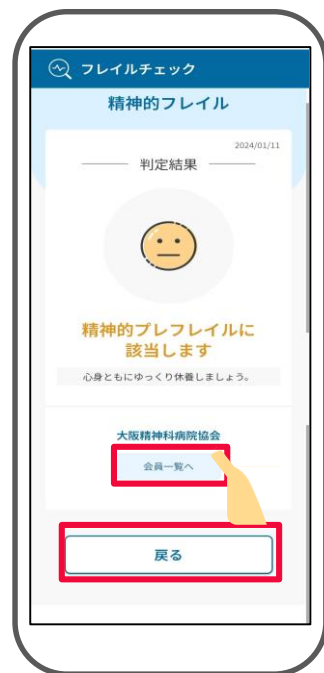 フレイルチェック
精神的フレイル
2024/01/11
判定結果
精神的プレフレイルに
該当します
心身ともにゆっくり休養しましょう。
大阪精神科病院協会
会員一覧へ
戻る